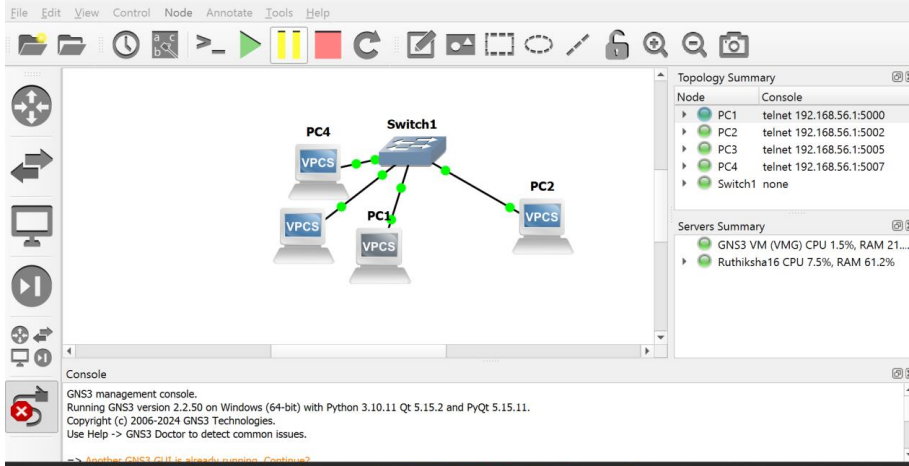 File Edit View Control Node Annotate Tools Help
Topology Summary
Node Console
PC1 telnet 192.168.56.1:5000
PC2 telnet 192.168.56.1:5002
PC3 telnet 192.168.56.1:5005
PC4 telnet 192.168.56.1:5007
Switch1 none
Servers Summary
GNS3 VM (VMG) CPU 1.5%, RAM 21....
Ruthiksha16 CPU 7.5%, RAM 61.2%
PC4
Switch1
VPCS
PC2
VPCS
PC1
VPCS
VPCS
Console
GNS3 management console.
Running GNS3 version 2.2.50 on Windows (64-bit) with Python 3.10.11 Qt 5.15.2 and PyQt 5.15.11.
Copyright (c) 2006-2024 GNS3 Technologies.
Use Help -> GNS3 Doctor to detect common issues.
=> Another GNS3 GUI is already running. Continue?